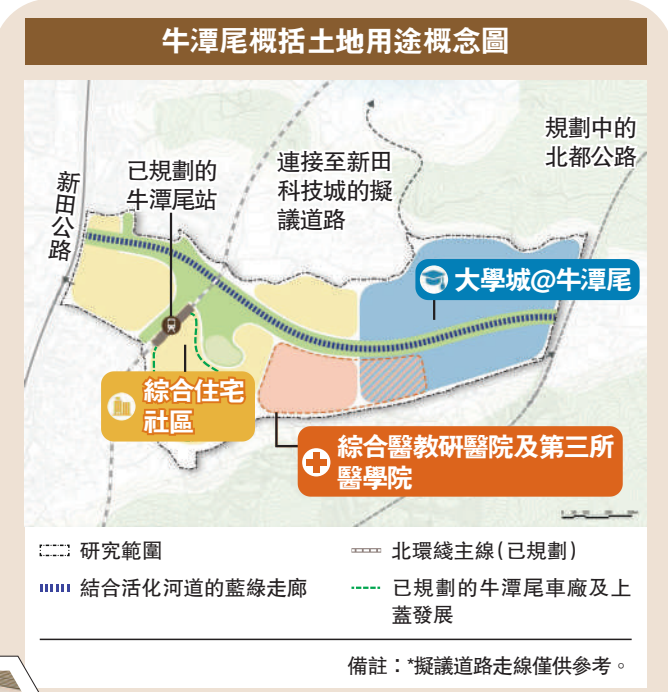 牛潭尾概括土地用途概念圖
規劃中的
北都公路
連接至新田
科技城的擬
議道路
已規劃的
牛潭尾站
新田公路
大學城@牛潭尾
綜合住宅
社區
綜合醫教研醫院及第三所
醫學院
研究範圍
北環綫主線(已規劃)
結合活化河道的藍綠走廊
已規劃的牛潭尾車廠及上
蓋發展
備註：*擬議道路走線僅供參考。